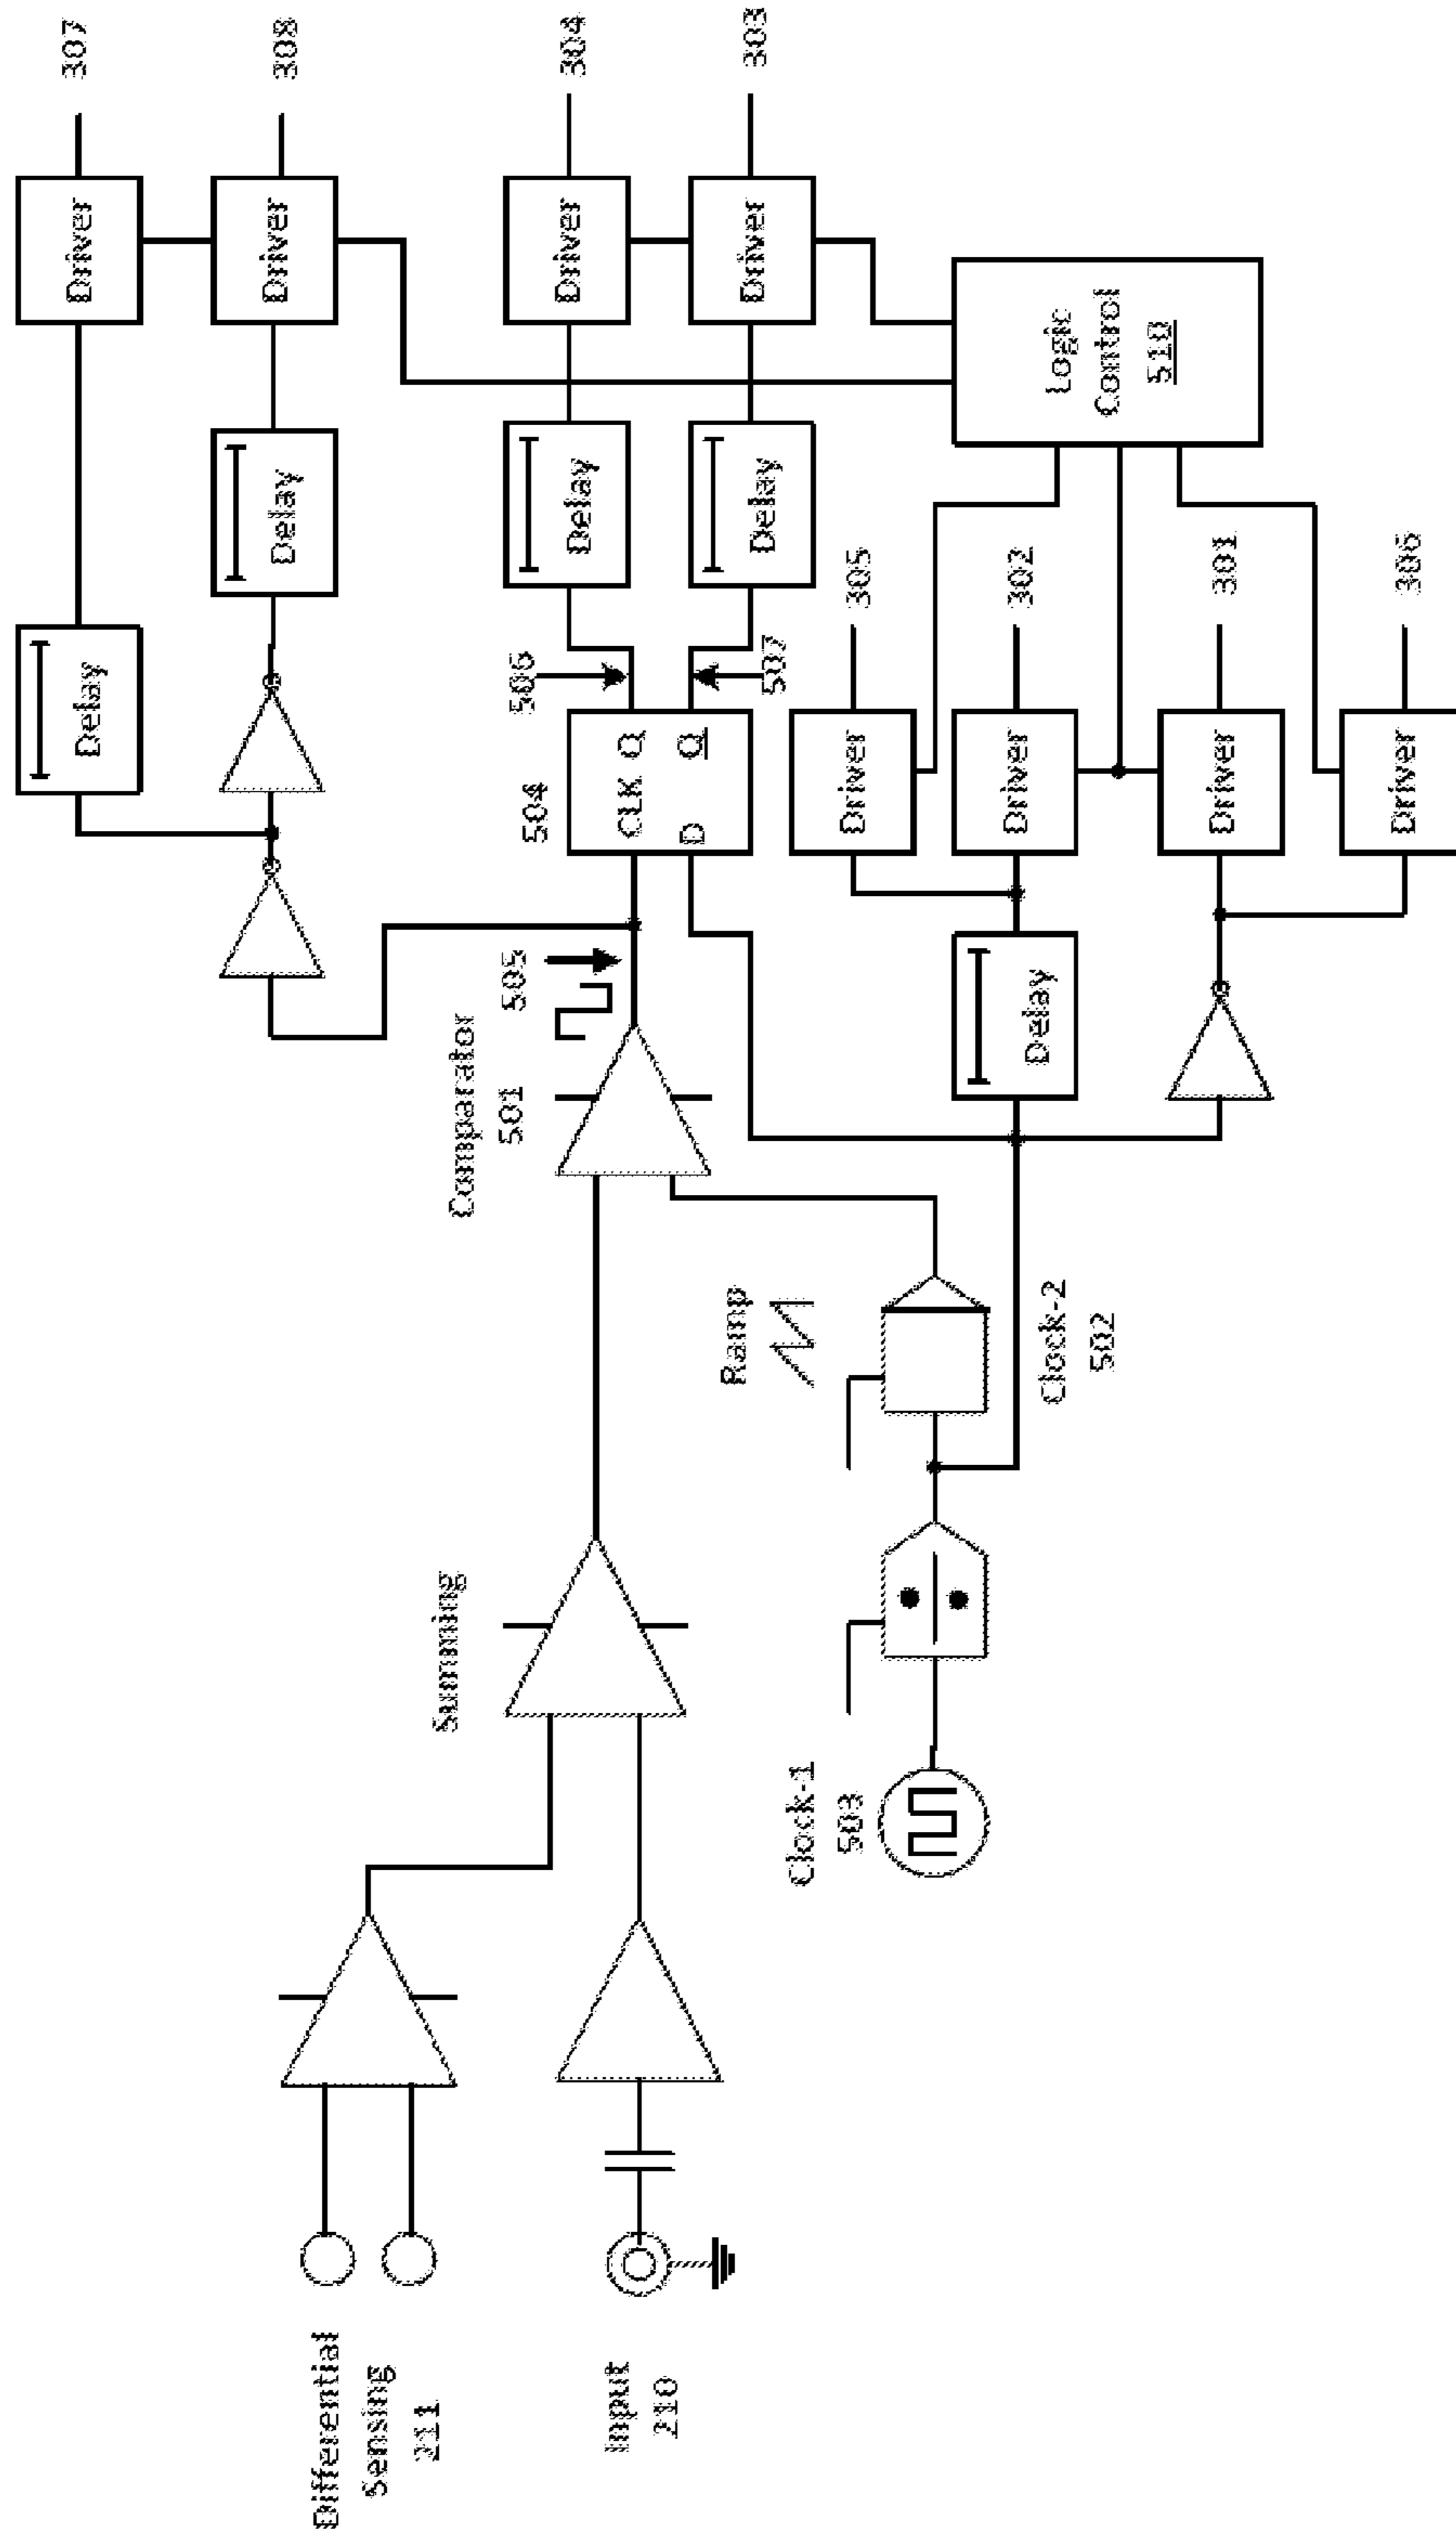 Differential
Sensing
211
Input
210
Summing
Clock-1
503
Ramp
Clock-2
502
Comparator
501
505
504
CLK Q
D Q
506
507
Delay
Delay
Delay
Delay
Delay
Driver
Driver
Driver
Driver
Driver
Driver
Driver
Driver
307
308
304
303
305
302
301
306
Logic
Control
510